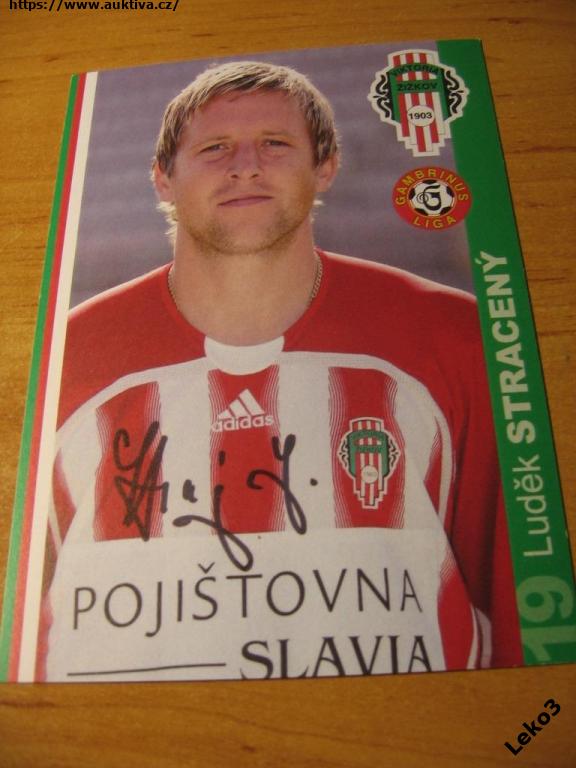 https://www.auktiva.cz/
VIKTORIA
ŽIŽKOV
1903
GAMBRINUS
LIGA
adidas
POJIŠŤOVNA
SLAVIA
19 Luděk STRACENÝ
Leko3